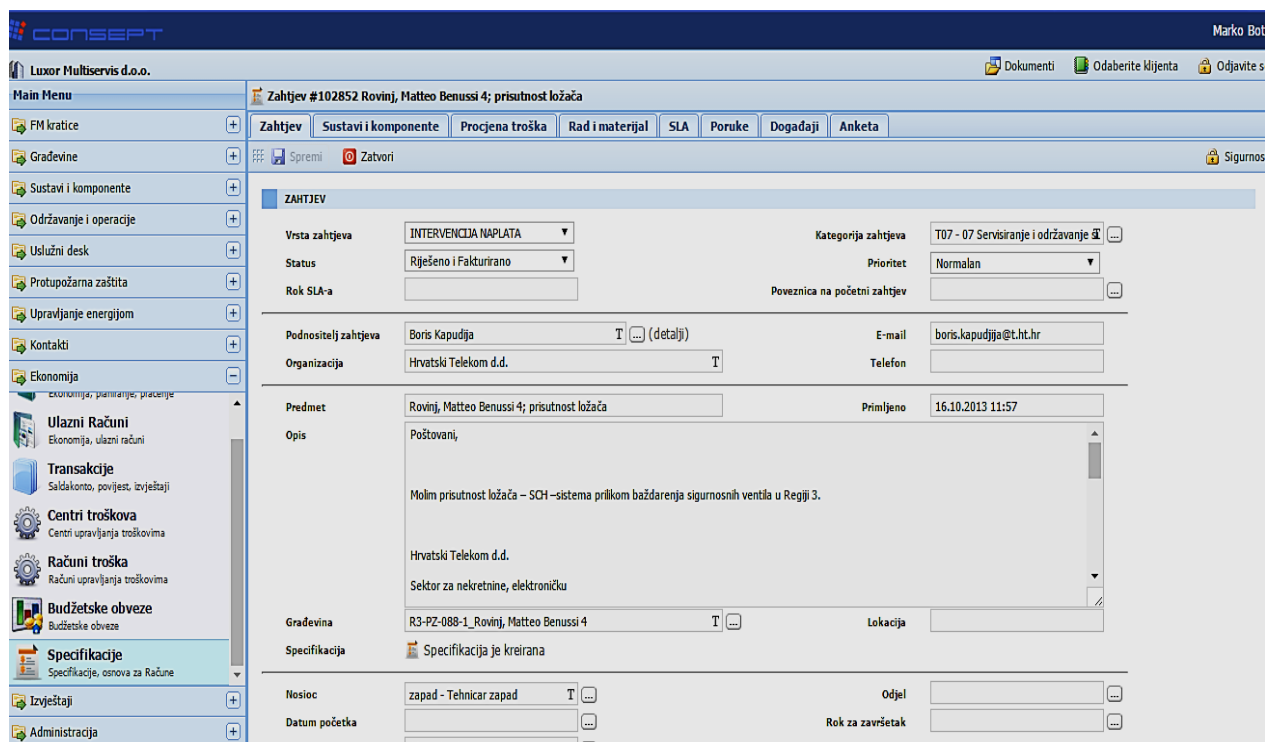 CONSEPT
Marko Bot
Luxor Multiservis d.o.o.
Dokumenti
Odaberite klijenta
Odjavite s
Main Menu
FM kratice
Građevine
Sustavi i komponente
Održavanje i operacije
Uslužni desk
Protupožarna zaštita
Upravljanje energijom
Kontakti
Ekonomija
Ekonomija, planiranje, praćenje
Ulazni Računi
Ekonomija, ulazni računi
Transakcije
Saldakonto, povijest, izvještaji
Centri troškova
Centri upravljanja troškovima
Računi troška
Računi upravljanja troškovima
Budžetske obveze
Budžetske obveze
Specifikacije
Specifikacije, osnova za Račune
Izvještaji
Administracija
Zahtjev #102852 Rovinj, Matteo Benussi 4; prisutnost ložača
Zahtjev Sustavi i komponente Procjena troška Rad i materijal SLA Poruke Događaji Anketa
Spremi Zatvori Sigurnos
ZAHTJEV
Vrsta zahtjeva INTERVENCIJA NAPLATA Kategorija zahtjeva T07 - 07 Servisiranje i održavanje
Status Riješeno i Fakturirano Prioritet Normalan
Rok SLA-a Poveznica na početni zahtjev
Podnositelj zahtjeva Boris Kapudija T ... (detalji) E-mail boris.kapudjija@t.ht.hr
Organizacija Hrvatski Telekom d.d. T Telefon
Predmet Rovinj, Matteo Benussi 4; prisutnost ložača Primljeno 16.10.2013 11:57
Opis Poštovani,
Molim prisutnost ložača – SCH –sistema prilikom baždarenja sigurnosnih ventila u Regiji 3.
Hrvatski Telekom d.d.
Sektor za nekretnine, elektroničku
Građevina R3-PZ-088-1_Rovinj, Matteo Benussi 4 T ... Lokacija
Specifikacija Specifikacija je kreirana
Nosioc zapad - Tehnicar zapad T ... Odjel ...
Datum početka ... Rok za završetak ...